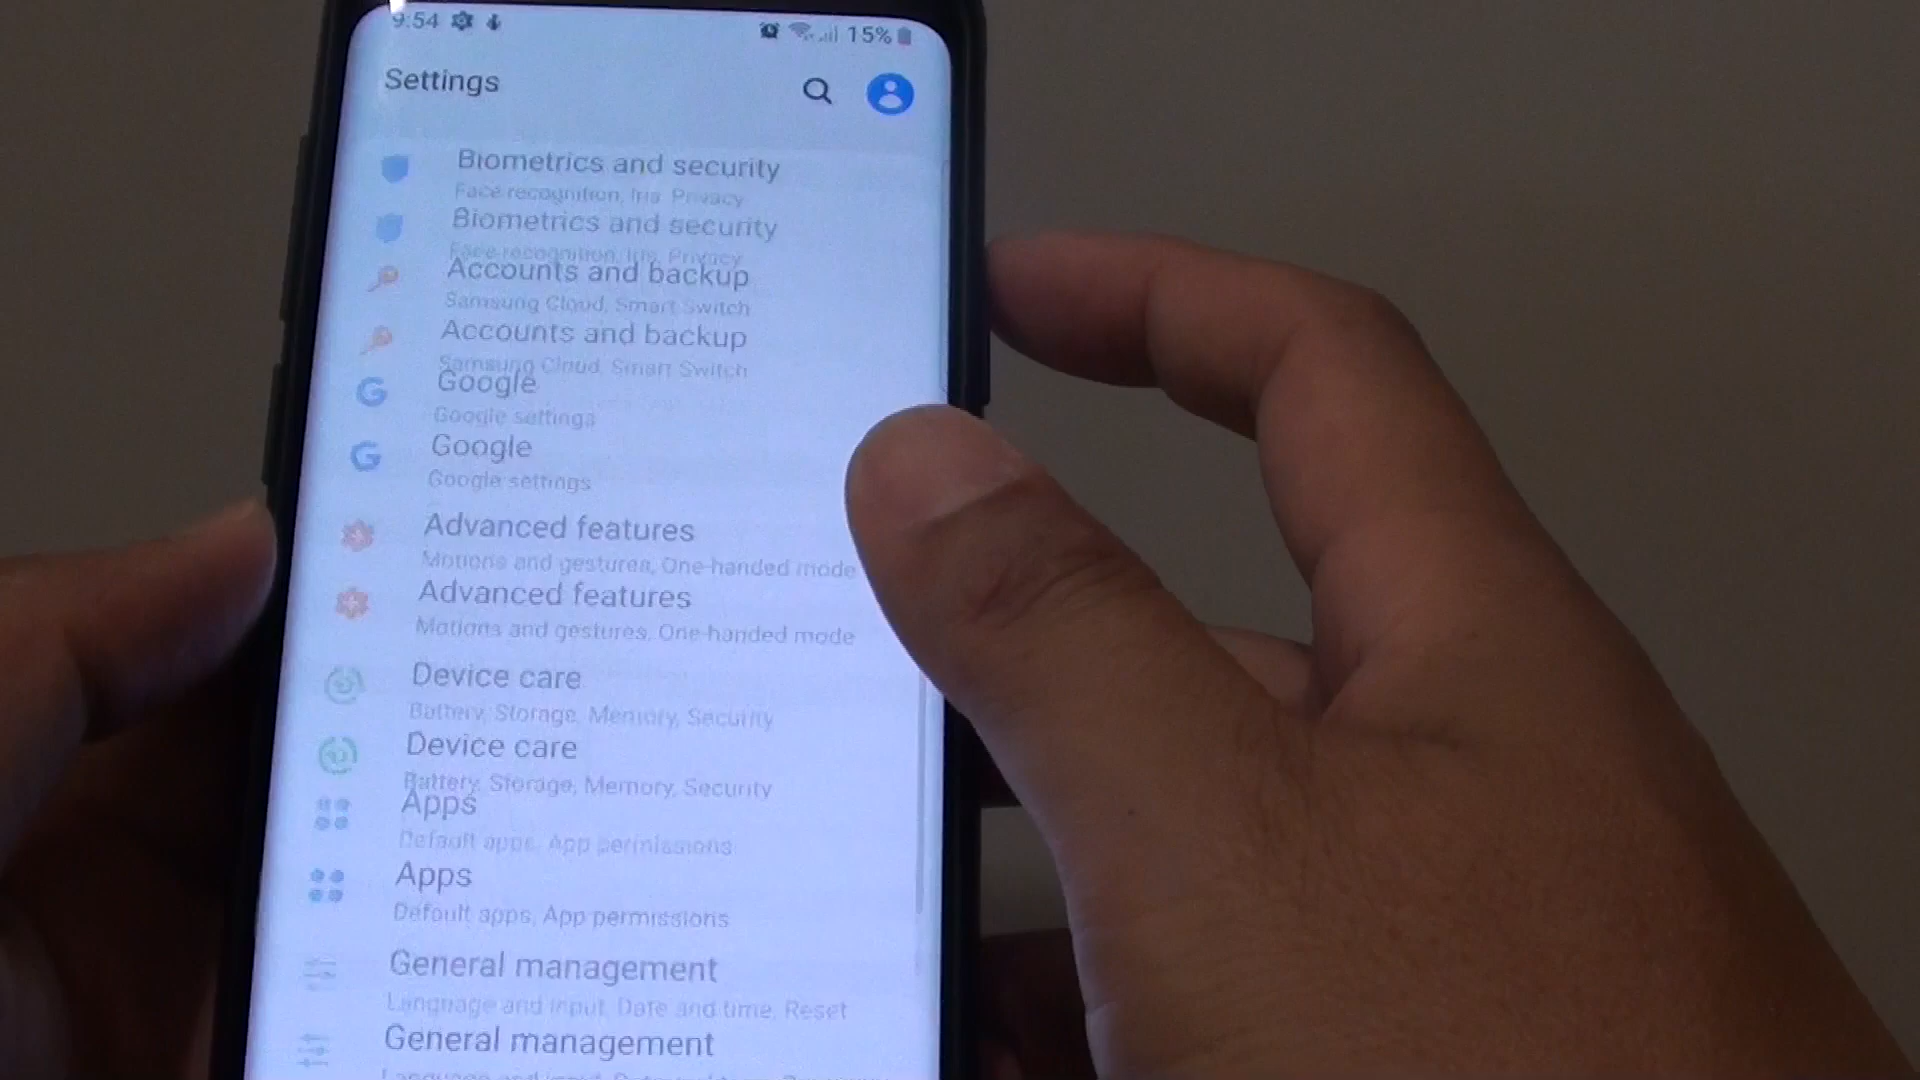 9:54
15%
Settings
Biometrics and security
Face recognition, Iris, Privacy
Biometrics and security
Face recognition, Iris, Privacy
Accounts and backup
Samsung Cloud, Smart Switch
Accounts and backup
Samsung Cloud, Smart Switch
Google
Google settings
Google
Google settings
Advanced features
Motions and gestures, One-handed mode
Advanced features
Motions and gestures, One-handed mode
Device care
Battery, Storage, Memory, Security
Device care
Battery, Storage, Memory, Security
Apps
Default apps, App permissions
Apps
Default apps, App permissions
General management
Language and input, Date and time, Reset
General management